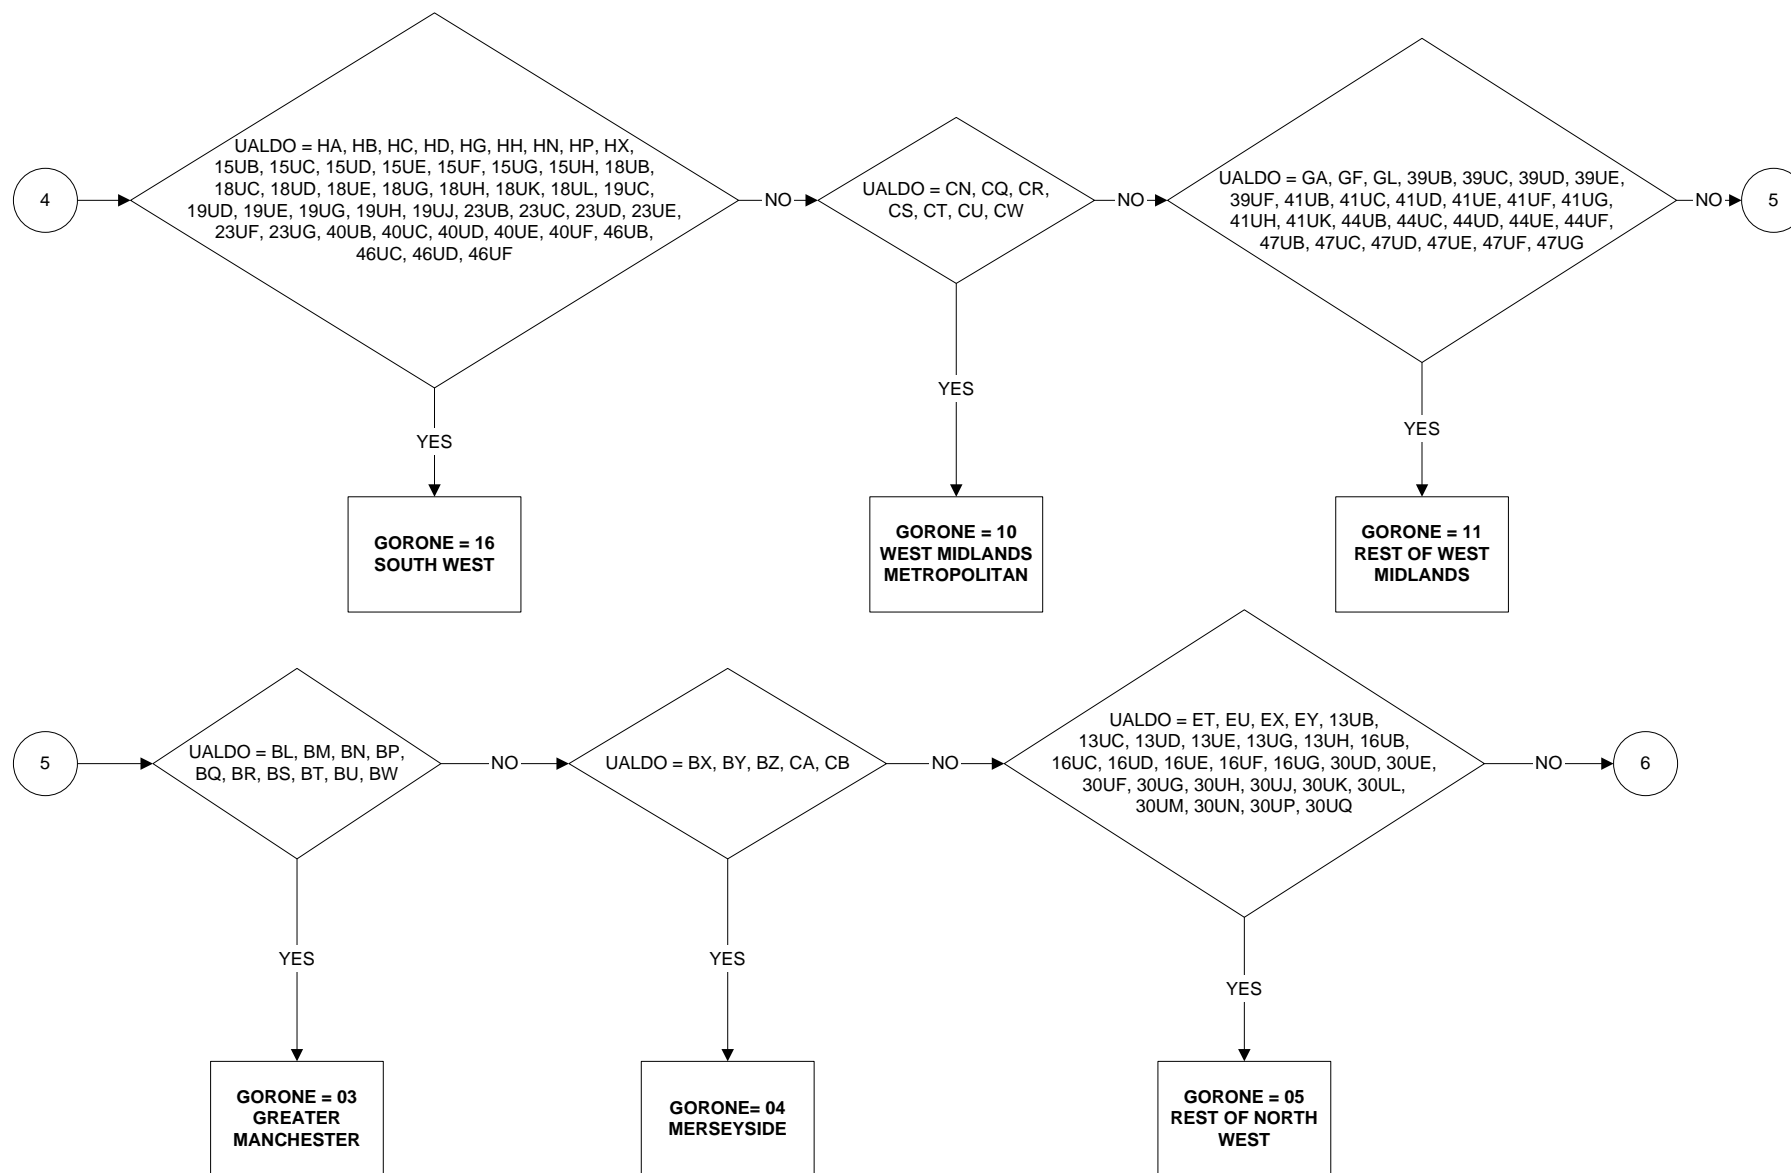 4
UALDO = HA, HB, HC, HD, HG, HH, HN, HP, HX,
15UB, 15UC, 15UD, 15UE, 15UF, 15UG, 15UH, 18UB,
18UC, 18UD, 18UE, 18UG, 18UH, 18UK, 18UL, 19UC,
19UD, 19UE, 19UG, 19UH, 19UJ, 23UB, 23UC, 23UD, 23UE,
23UF, 23UG, 40UB, 40UC, 40UD, 40UE, 40UF, 46UB,
46UC, 46UD, 46UF
NO
UALDO = CN, CQ, CR,
CS, CT, CU, CW
NO
UALDO = GA, GF, GL, 39UB, 39UC, 39UD, 39UE,
39UF, 41UB, 41UC, 41UD, 41UE, 41UF, 41UG,
41UH, 41UK, 44UB, 44UC, 44UD, 44UE, 44UF,
47UB, 47UC, 47UD, 47UE, 47UF, 47UG
NO
5
YES
YES
YES
GORONE = 16
SOUTH WEST
GORONE = 10
WEST MIDLANDS
METROPOLITAN
GORONE = 11
REST OF WEST
MIDLANDS
5
UALDO = BL, BM, BN, BP,
BQ, BR, BS, BT, BU, BW
NO
UALDO = BX, BY, BZ, CA, CB
NO
UALDO = ET, EU, EX, EY, 13UB,
13UC, 13UD, 13UE, 13UG, 13UH, 16UB,
16UC, 16UD, 16UE, 16UF, 16UG, 30UD, 30UE,
30UF, 30UG, 30UH, 30UJ, 30UK, 30UL,
30UM, 30UN, 30UP, 30UQ
NO
6
YES
YES
YES
GORONE = 03
GREATER
MANCHESTER
GORONE= 04
MERSEYSIDE
GORONE = 05
REST OF NORTH
WEST